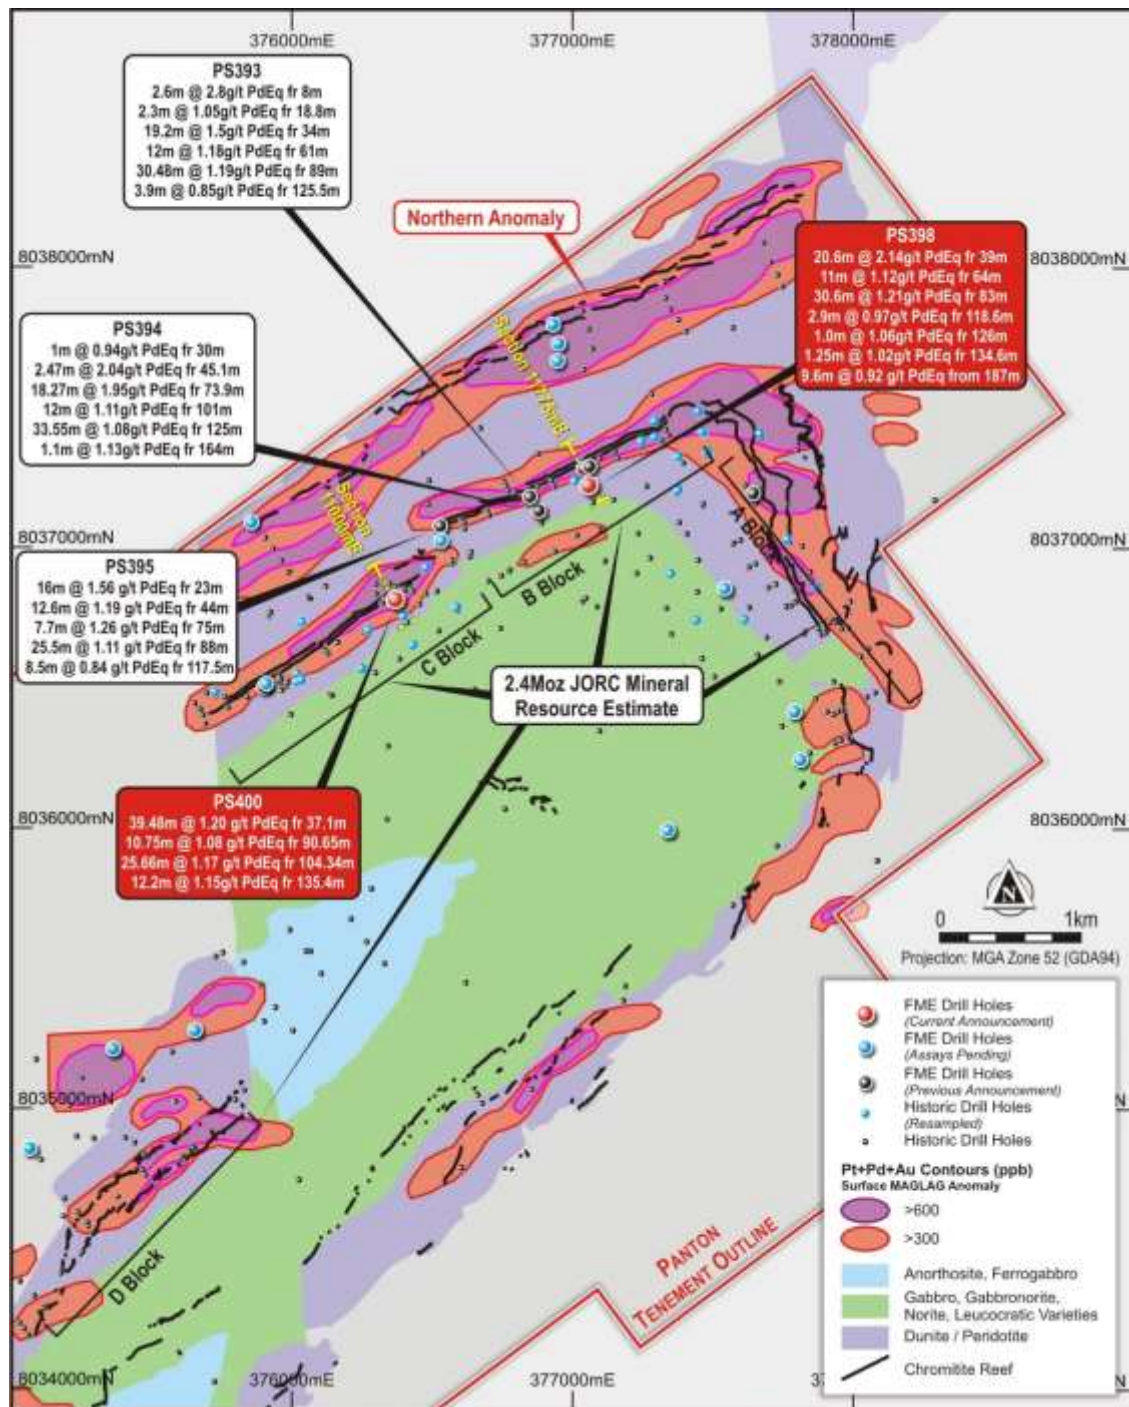 376000mE
377000mE
378000mE
PS393
2.6m @ 2.8g/t PdEq fr 8m
2.3m @ 1.05g/t PdEq fr 18.8m
19.2m @ 1.5g/t PdEq fr 34m
12m @ 1.18g/t PdEq fr 61m
30.48m @ 1.19g/t PdEq fr 89m
3.9m @ 0.85g/t PdEq fr 125.5m
Northern Anomaly
PS398
20.6m @ 2.14g/t PdEq fr 39m
11m @ 1.12g/t PdEq fr 64m
30.6m @ 1.21g/t PdEq fr 83m
2.9m @ 0.97g/t PdEq fr 118.6m
1.0m @ 1.06g/t PdEq fr 126m
1.25m @ 1.02g/t PdEq fr 134.6m
9.6m @ 0.92 g/t PdEq from 187m
8038000mN
8038000mN
PS394
1m @ 0.94g/t PdEq fr 30m
2.47m @ 2.04g/t PdEq fr 45.1m
18.27m @ 1.95g/t PdEq fr 73.9m
12m @ 1.11g/t PdEq fr 101m
33.55m @ 1.08g/t PdEq fr 125m
1.1m @ 1.13g/t PdEq fr 164m
Section 11775mE
Section
11000mE
8037000mN
8037000mN
PS395
16m @ 1.56 g/t PdEq fr 23m
12.6m @ 1.19 g/t PdEq fr 44m
7.7m @ 1.26 g/t PdEq fr 75m
25.5m @ 1.11 g/t PdEq fr 88m
8.5m @ 0.84 g/t PdEq fr 117.5m
A Block
B Block
C Block
2.4Moz JORC Mineral
Resource Estimate
PS400
39.48m @ 1.20 g/t PdEq fr 37.1m
10.75m @ 1.08 g/t PdEq fr 90.65m
25.66m @ 1.17 g/t PdEq fr 104.34m
12.2m @ 1.15g/t PdEq fr 135.4m
8036000mN
8036000mN
N
0 1km
Projection: MGA Zone 52 (GDA94)
FME Drill Holes
(Current Announcement)
FME Drill Holes
(Assays Pending)
FME Drill Holes
(Previous Announcement)
Historic Drill Holes
(Resampled)
Historic Drill Holes
Pt+Pd+Au Contours (ppb)
Surface MAGLAG Anomaly
>600
>300
Anorthosite, Ferrogabbro
Gabbro, Gabbronorite,
Norite, Leucocratic Varieties
Dunite / Peridotite
Chromitite Reef
8035000mN
D Block
PANTON
TENEMENT OUTLINE
8034000mN
376000mE
377000mE